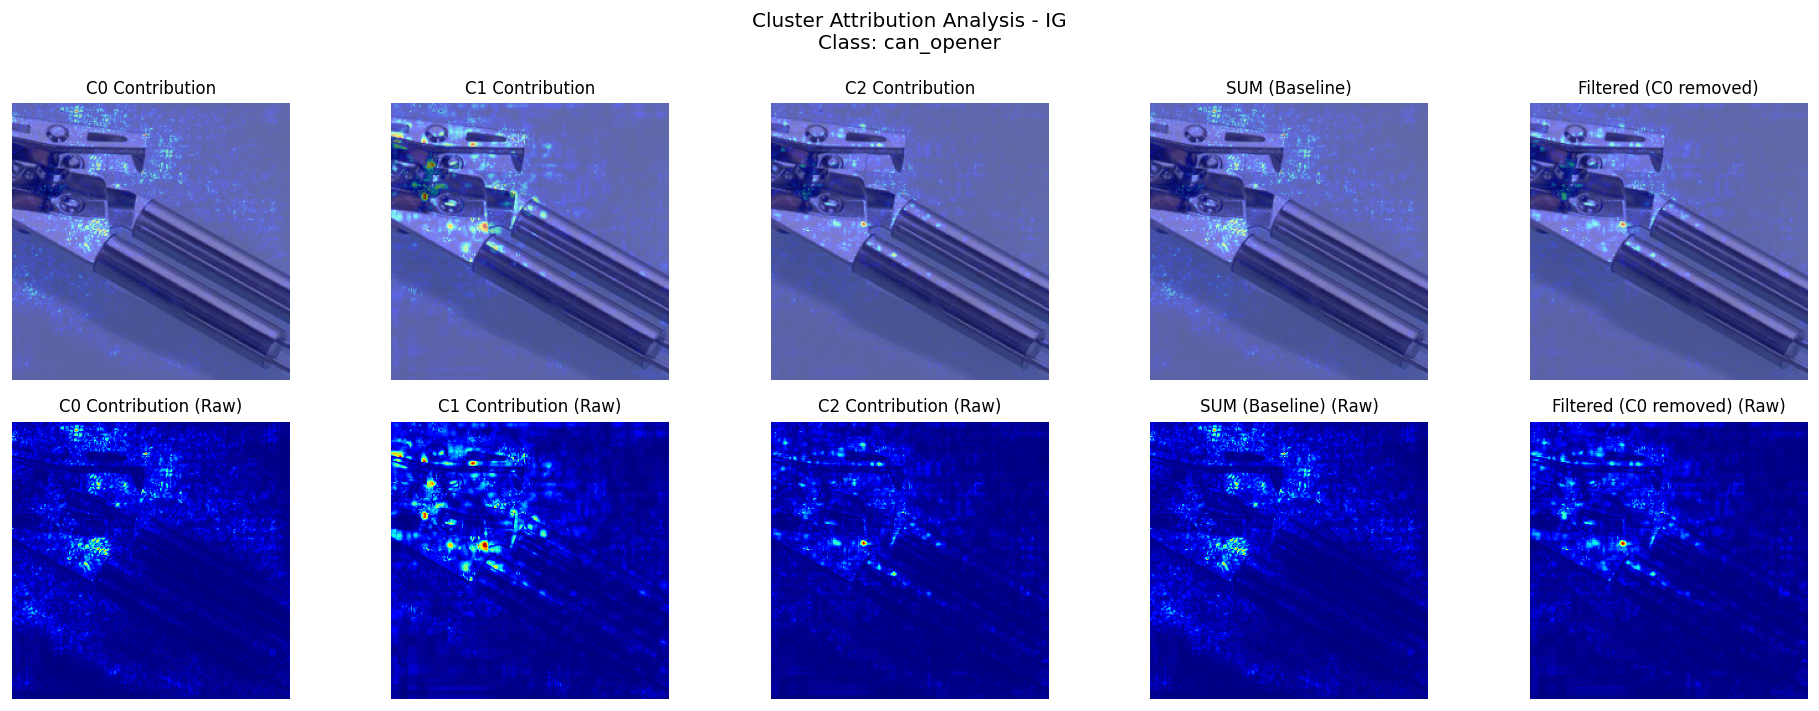 Cluster Attribution Analysis - IG
Class: can_opener
C0 Contribution
C1 Contribution
C2 Contribution
SUM (Baseline)
Filtered (C0 removed)
C0 Contribution (Raw)
C1 Contribution (Raw)
C2 Contribution (Raw)
SUM (Baseline) (Raw)
Filtered (C0 removed) (Raw)